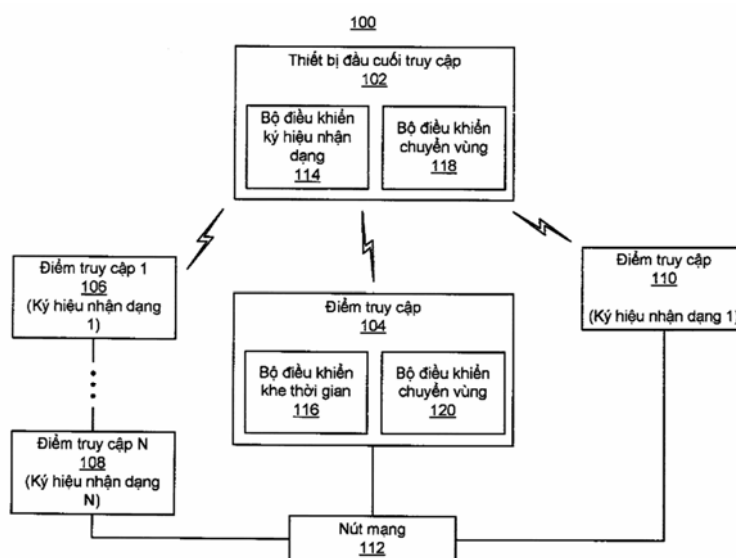 100
Thiết bị đầu cuối truy cập
102
Bộ điều khiển
ký hiệu nhận
dạng
114
Bộ điều khiển
chuyển vùng
118
Điểm truy cập 1
106
(Ký hiệu nhận dạng
1)
Điểm truy cập
104
Bộ điều khiển
khe thời gian
116
Bộ điều khiển
chuyển vùng
120
Điểm truy cập
110
(Ký hiệu nhận dạng 1)
Điểm truy cập N
108
(Ký hiệu nhận dạng
N)
Nút mạng
112